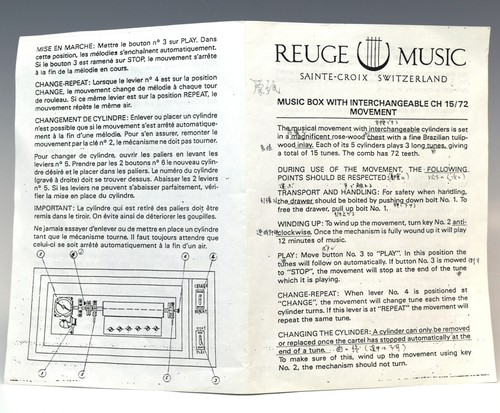 MISE EN MARCHE: Mettre le bouton nº 3 sur PLAY. Dans
cette position, les mélodies s'enchaînent automatiquement.
Si le bouton 3 est ramené sur STOP, le mouvement s'arrête
à la fin de la mélodie en cours.
CHANGE-REPEAT: Lorsque le levier nº 4 est sur la position
CHANGE, le mouvement change de mélodie à chaque tour
de rouleau. Si ce même levier est sur la position REPEAT, le
mouvement répète le même air.
CHANGEMENT DE CYLINDRE: Enlever ou placer un cylindre
n'est possible que si le mouvement s'est arrêté automatique-
ment à la fin d'une mélodie. Pour s'en assurer, remonter le
mouvement par la clé nº 2, la mécanisme ne doit pas tourner.
Pour changer de cylindre, ouvrir les paliers en levant les
leviers nº 5. Prendre par les 2 boutons nº 6 le nouveau cylin-
dre désiré et le placer dans les paliers. Le numéro du cylindre
(gravé à droite) doit se trouver dessus. Abaisser les 2 leviers
nº 5. Si les leviers ne peuvent s'abaisser parfaitement, véri-
fier la mise en place du cylindre.
IMPORTANT: Le cylindre qui est retiré des paliers doit être
remis dans le tiroir. On évite ainsi de détériorer les goupilles.
Ne jamais essayer d'enlever ou de mettre en place un cylindre
tant que le mécanisme tourne. Il faut toujours attendre que
celui-ci se soit arrêté automatiquement à la fin d'un air.
REUGE MUSIC
SAINTE-CROIX SWITZERLAND
MUSIC BOX WITH INTERCHANGEABLE CH 15/72
MOVEMENT
The musical movement with interchangeable cylinders is set
in a magnificent rose-wood chest with a fine Brazilian tulip-
wood inlay. Each of its 5 cylinders plays 3 long tunes, giving
a total of 15 tunes. The comb has 72 teeth.
DURING USE OF THE MOVEMENT, THE FOLLOWING
POINTS SHOULD BE RESPECTED
TRANSPORT AND HANDLING: For safety when handling,
the drawer should be bolted by pushing down bolt No. 1. To
free the drawer, pull up bolt No. 1.
WINDING UP: To wind up the movement, turn key No. 2 anti-
clockwise. Once the mechanism is fully wound up it will play
12 minutes of music.
PLAY: Move button No. 3 to "PLAY". In this position the
tunes will follow on automatically. If button No. 3 is mowed
to "STOP", the movement will stop at the end of the tune
which it is playing.
CHANGE-REPEAT: When lever No. 4 is positioned at
"CHANGE", the movement will change tune each time the
cylinder turns. If this lever is at "REPEAT" the movement will
repeat the same tune.
CHANGING THE CYLINDER: A cylinder can only be removed
or replaced once the cartel has stopped automatically at the
end of a tune.
To make sure of this, wind up the movement using key
No. 2, the mechanism should not turn.